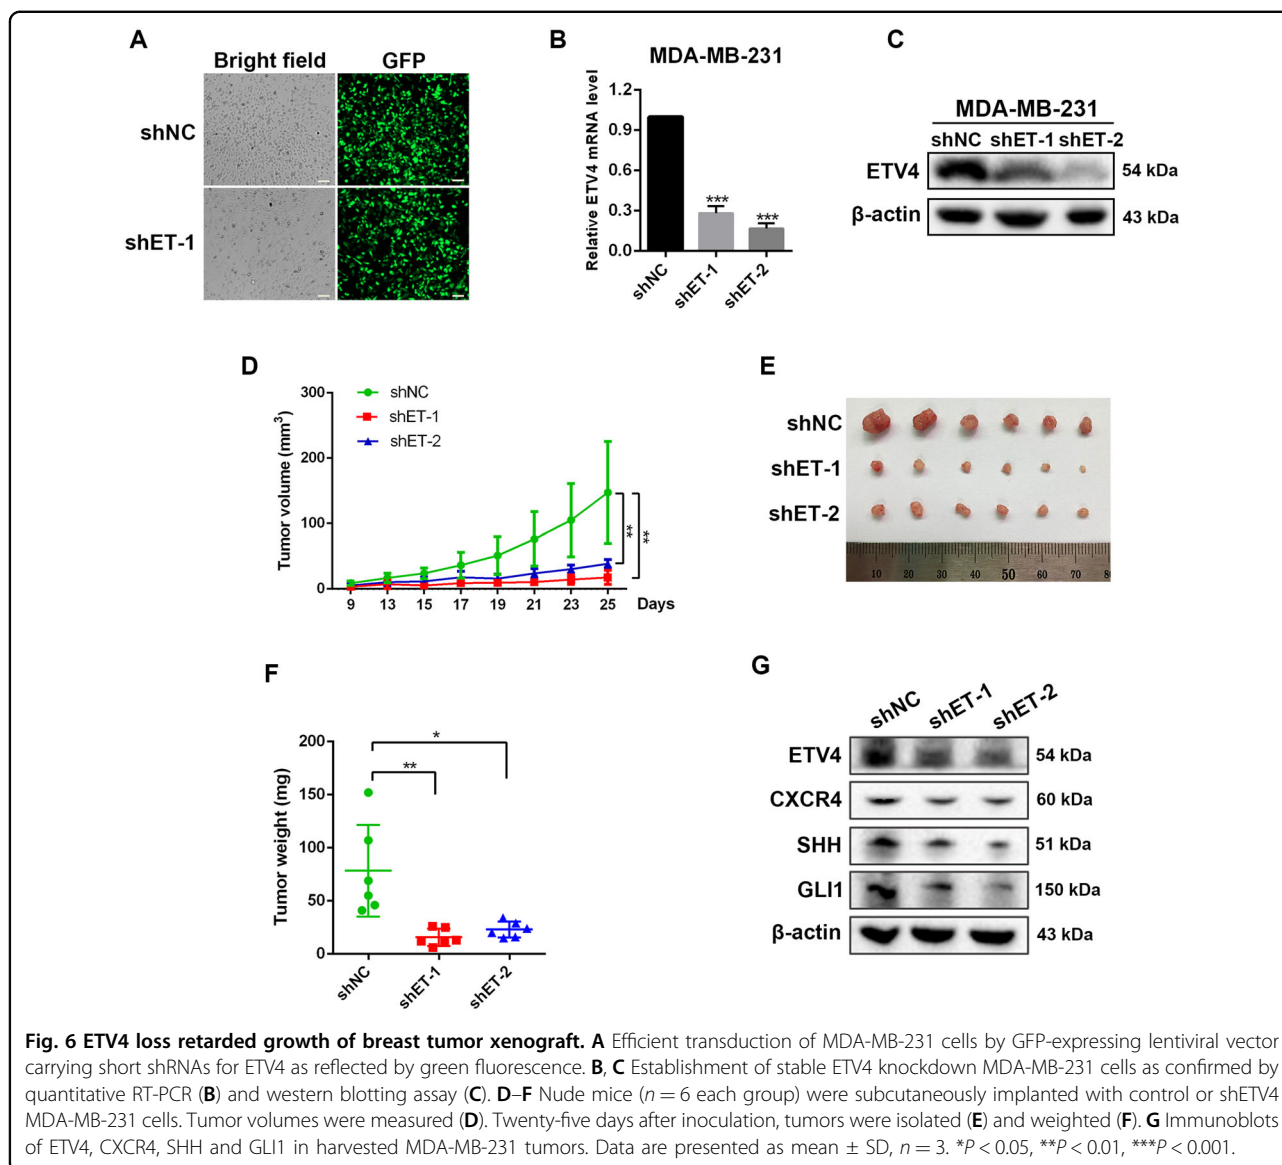 A
Bright field GFP
shNC
shET-1
B
MDA-MB-231
Relative ETV4 mRNA level
1.2
0.9
0.6
0.3
0.0
***
***
shNC
shET-1
shET-2
C
MDA-MB-231
shNC shET-1 shET-2
ETV4 54 kDa
β-actin 43 kDa
D
Tumor volume (mm³)
300
200
100
0
shNC
shET-1
shET-2
**
**
9 13 15 17 19 21 23 25 Days
E
shNC
shET-1
shET-2
10 20 30 40 50 60 70
F
Tumor weight (mg)
200
150
100
50
0
*
**
shNC
shET-1
shET-2
G
shNC
shET-1
shET-2
ETV4 54 kDa
CXCR4 60 kDa
SHH 51 kDa
GLI1 150 kDa
β-actin 43 kDa
Fig. 6 ETV4 loss retarded growth of breast tumor xenograft. A Efficient transduction of MDA-MB-231 cells by GFP-expressing lentiviral vector
carrying short shRNAs for ETV4 as reflected by green fluorescence. B, C Establishment of stable ETV4 knockdown MDA-MB-231 cells as confirmed by
quantitative RT-PCR (B) and western blotting assay (C). D–F Nude mice (n = 6 each group) were subcutaneously implanted with control or shETV4
MDA-MB-231 cells. Tumor volumes were measured (D). Twenty-five days after inoculation, tumors were isolated (E) and weighted (F). G Immunoblots
of ETV4, CXCR4, SHH and GLI1 in harvested MDA-MB-231 tumors. Data are presented as mean ± SD, n = 3. *P < 0.05, **P < 0.01, ***P < 0.001.